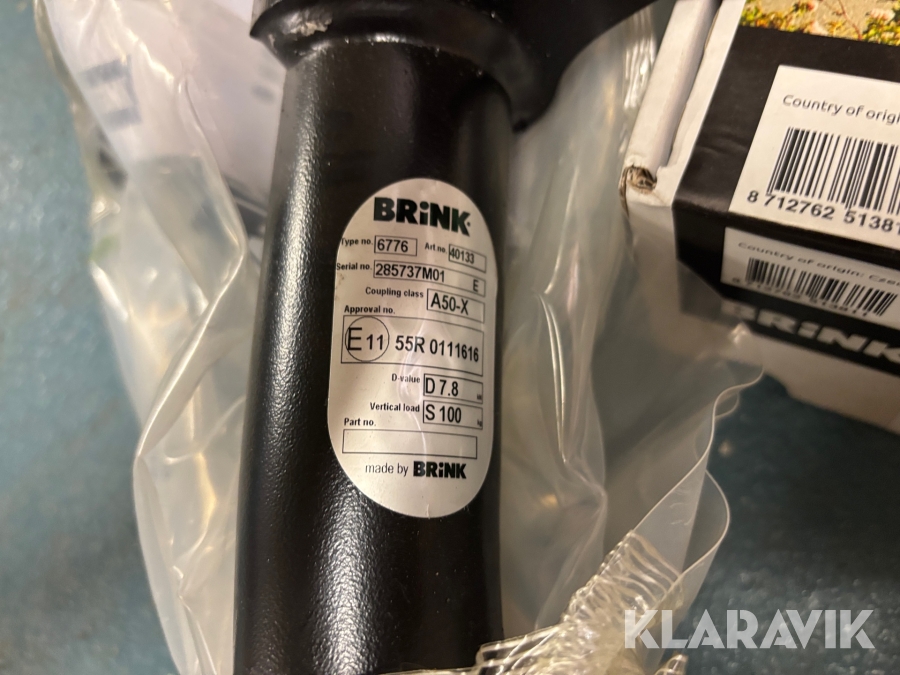 BRiNK
Type no. 6776 Art no. 40133
Serial no. 285737M01 E
Coupling class A50-X
Approval no.
E11 55R 0111616
D-value D 7.8
Vertical load S 100 kg
Part no.
made by BRiNK
Country of origin
8 712762 51381
Country of origin:
BRiNK
KLARAVIK